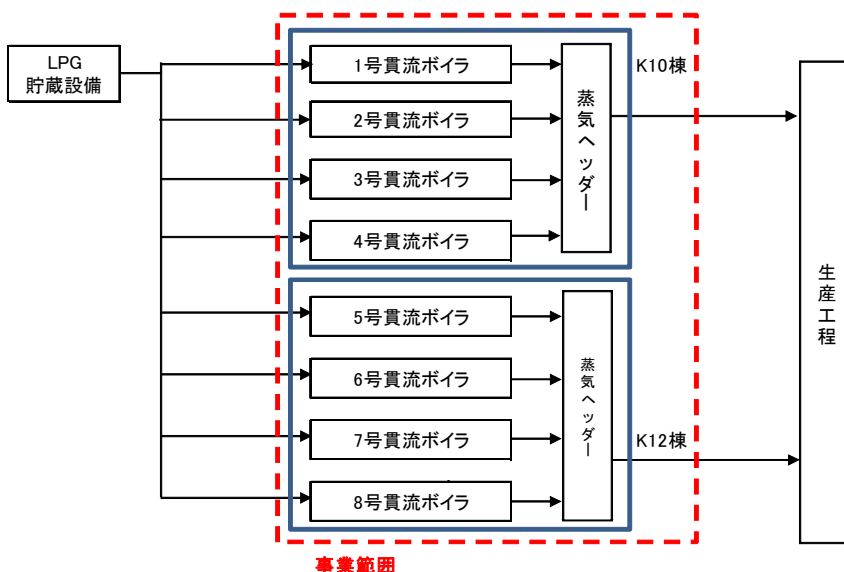 LPG
貯蔵設備
1号貫流ボイラ
2号貫流ボイラ
3号貫流ボイラ
4号貫流ボイラ
蒸気ヘッダー
K10棟
5号貫流ボイラ
6号貫流ボイラ
7号貫流ボイラ
8号貫流ボイラ
蒸気ヘッダー
K12棟
生産工程
事業範囲